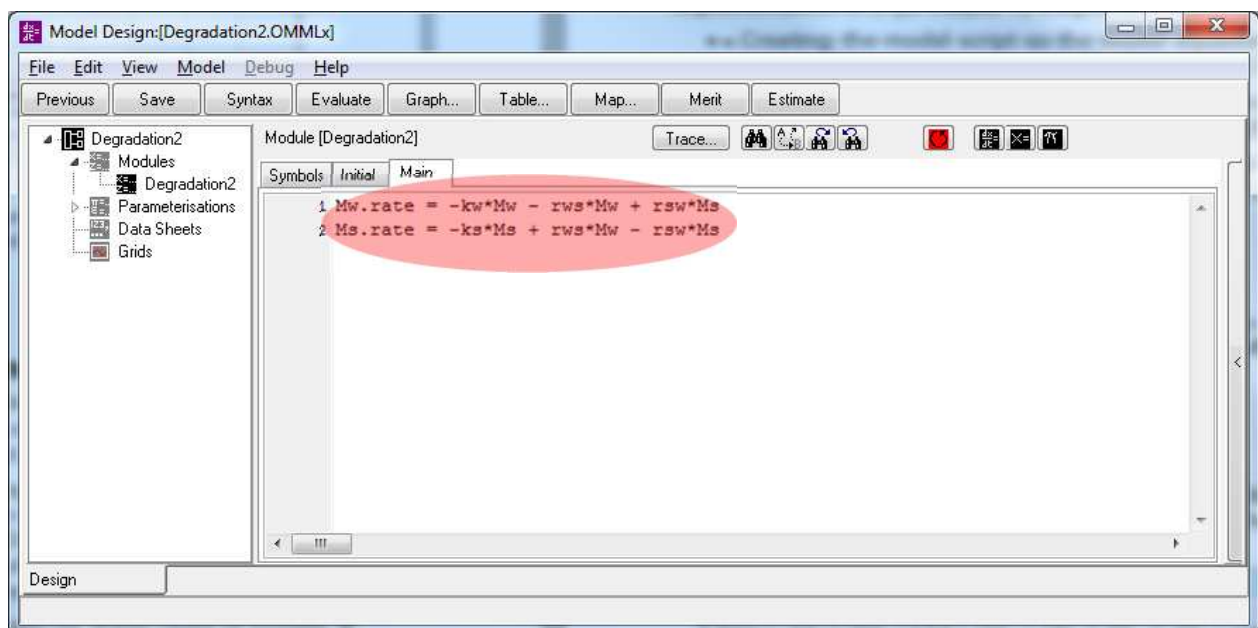 Model Design:[Degradation2.OMMLx]
File Edit View Model Debug Help
Previous Save Syntax Evaluate Graph... Table... Map... Merit Estimate
Degradation2
Modules
Degradation2
Parameterisations
Data Sheets
Grids
Module [Degradation2] Trace...
Symbols Initial Main
1 Mw.rate = -kw*Mw - rws*Mw + rsw*Ms
2 Ms.rate = -ks*Ms + rws*Mw - rsw*Ms
Design